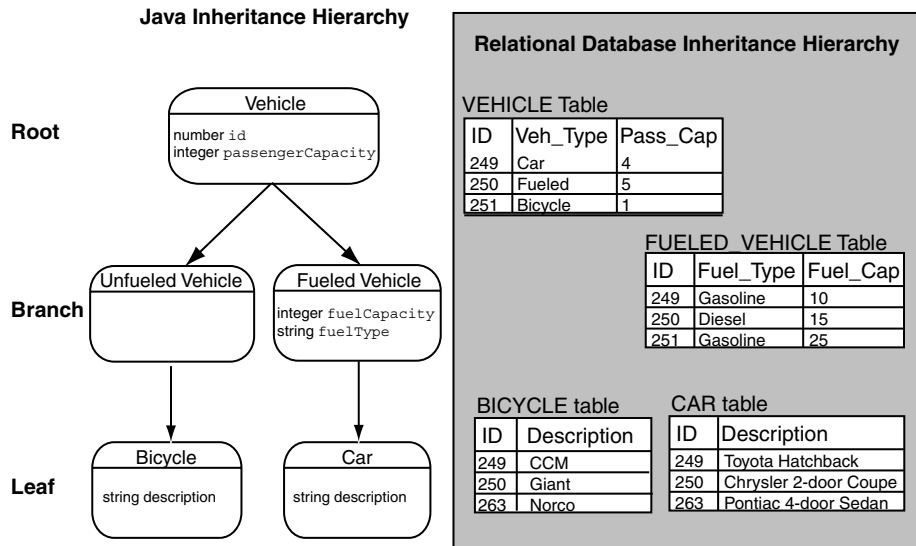 Java Inheritance Hierarchy
Root
Vehicle
number id
integer passengerCapacity
Branch
Unfueled Vehicle
Fueled Vehicle
integer fuelCapacity
string fuelType
Leaf
Bicycle
string description
Car
string description
Relational Database Inheritance Hierarchy
VEHICLE Table
ID Veh_Type Pass_Cap
249 Car 4
250 Fueled 5
251 Bicycle 1
FUELED_VEHICLE Table
ID Fuel_Type Fuel_Cap
249 Gasoline 10
250 Diesel 15
251 Gasoline 25
BICYCLE table
ID Description
249 CCM
250 Giant
263 Norco
CAR table
ID Description
249 Toyota Hatchback
250 Chrysler 2-door Coupe
263 Pontiac 4-door Sedan